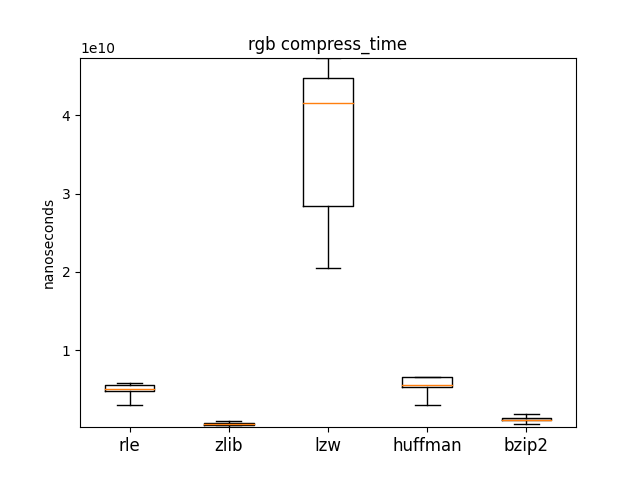 rgb compress_time
1e10
nanoseconds
4
3
2
1
rle zlib lzw huffman bzip2